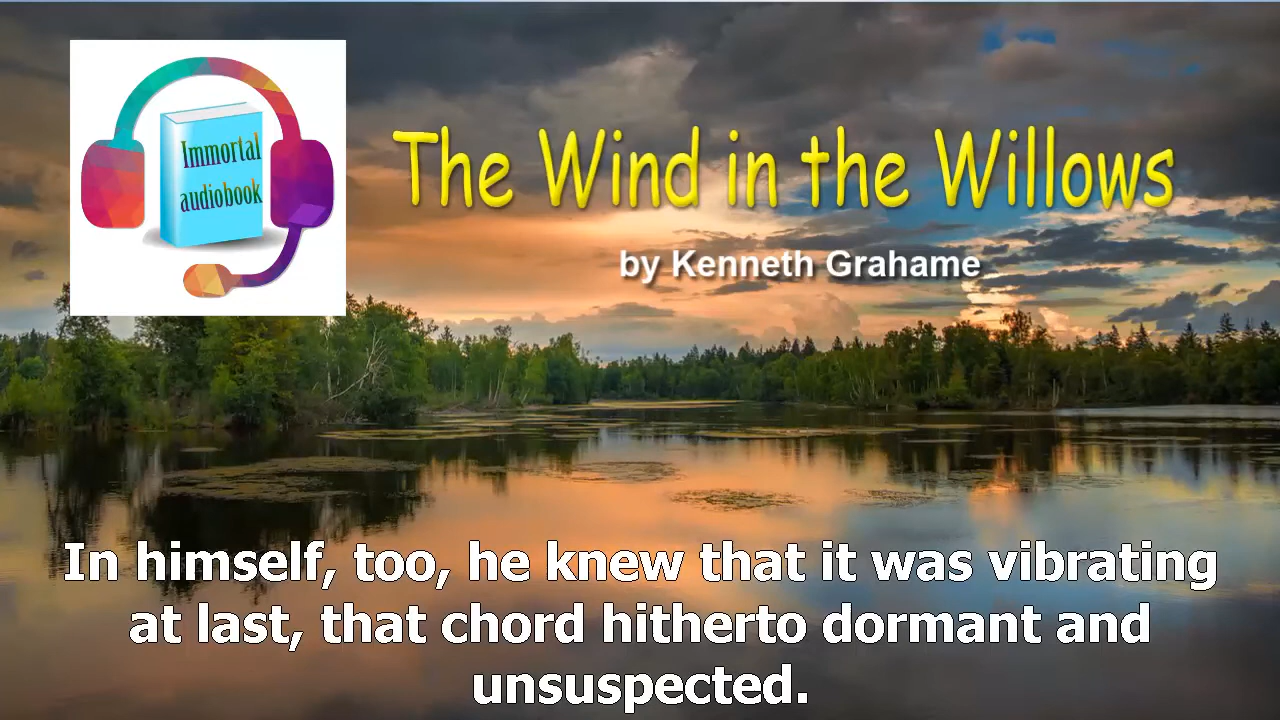 Immortal
audiobook
The Wind in the Willows
by Kenneth Grahame
In himself, too, he knew that it was vibrating
at last, that chord hitherto dormant and
unsuspected.